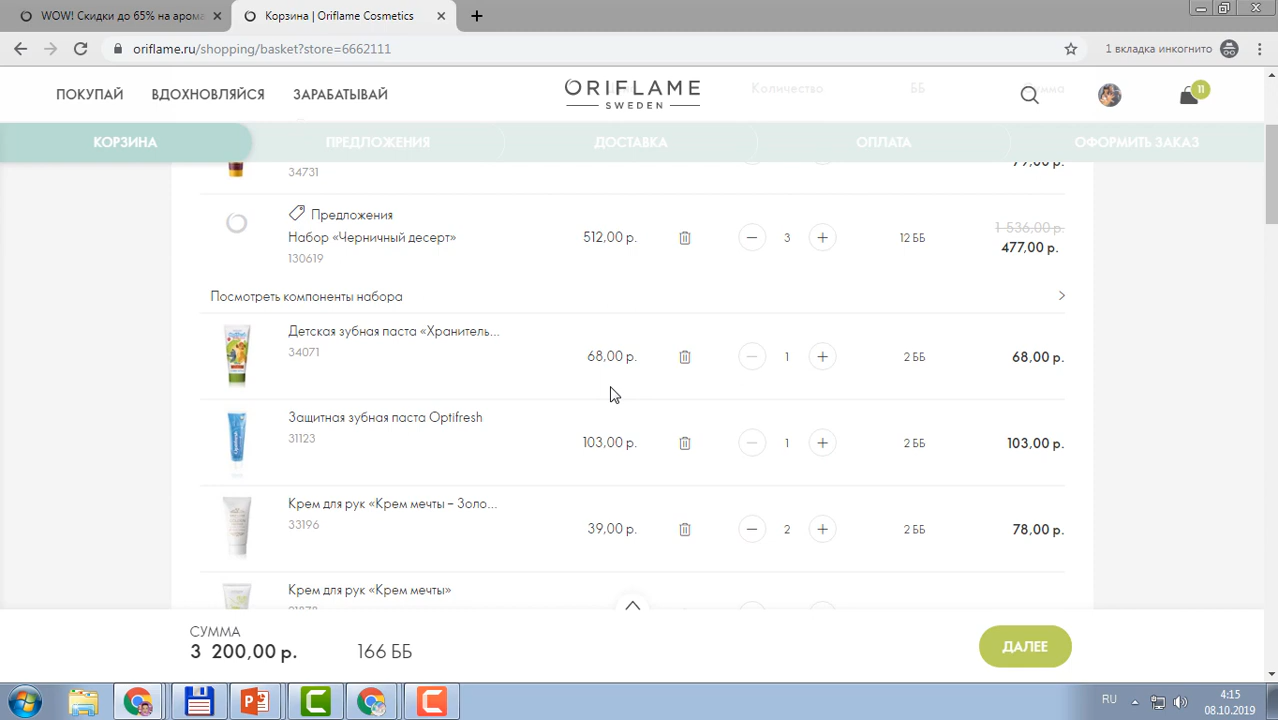 WOW! Скидки до 65% на арома
Корзина | Oriflame Cosmetics
oriflame.ru/shopping/basket?store=6662111
1 вкладка инкогнито
ПОКУПАЙ
ВДОХНОВЛЯЙСЯ
ЗАРАБАТЫВАЙ
ORIFLAME
SWEDEN
Количество
ББ
Сумма
11
КОРЗИНА
ПРЕДЛОЖЕНИЯ
ДОСТАВКА
ОПЛАТА
ОФОРМИТЬ ЗАКАЗ
34731
79,00 р.
Предложения
Набор «Черничный десерт»
130619
512,00 р.
3
12 ББ
1 536,00 р.
477,00 р.
Посмотреть компоненты набора
Детская зубная паста «Хранитель...
34071
68,00 р.
1
2 ББ
68,00 р.
Защитная зубная паста Optifresh
31123
103,00 р.
1
2 ББ
103,00 р.
Крем для рук «Крем мечты – Золо...
33196
39,00 р.
2
2 ББ
78,00 р.
Крем для рук «Крем мечты»
СУММА
3 200,00 р.
166 ББ
ДАЛЕЕ
RU
4:15
08.10.2019